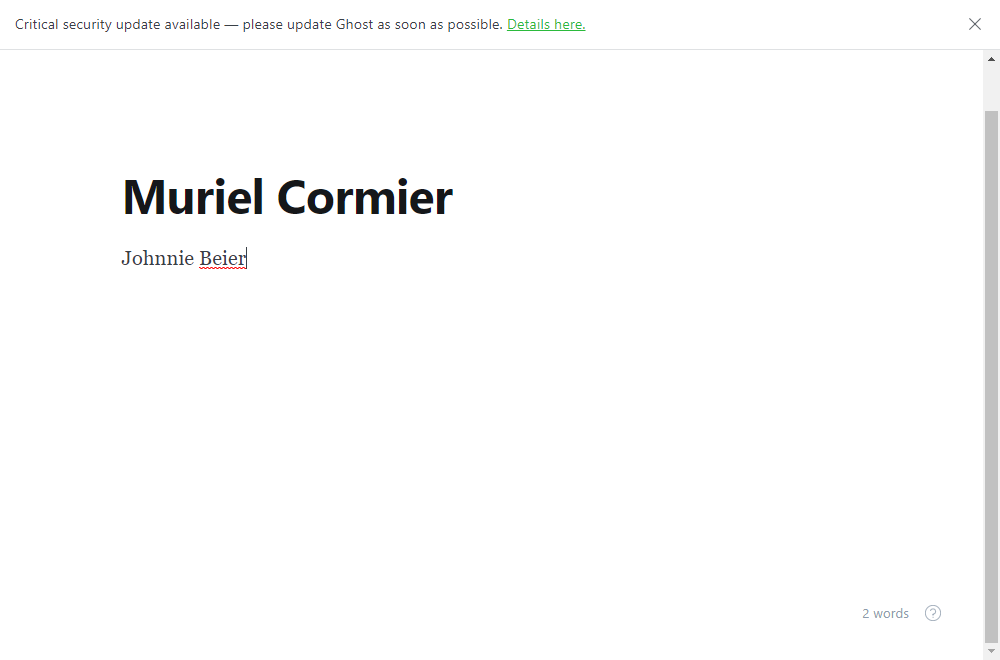 Critical security update available — please update Ghost as soon as possible. Details here.
Muriel Cormier
Johnnie Beier
2 words
?